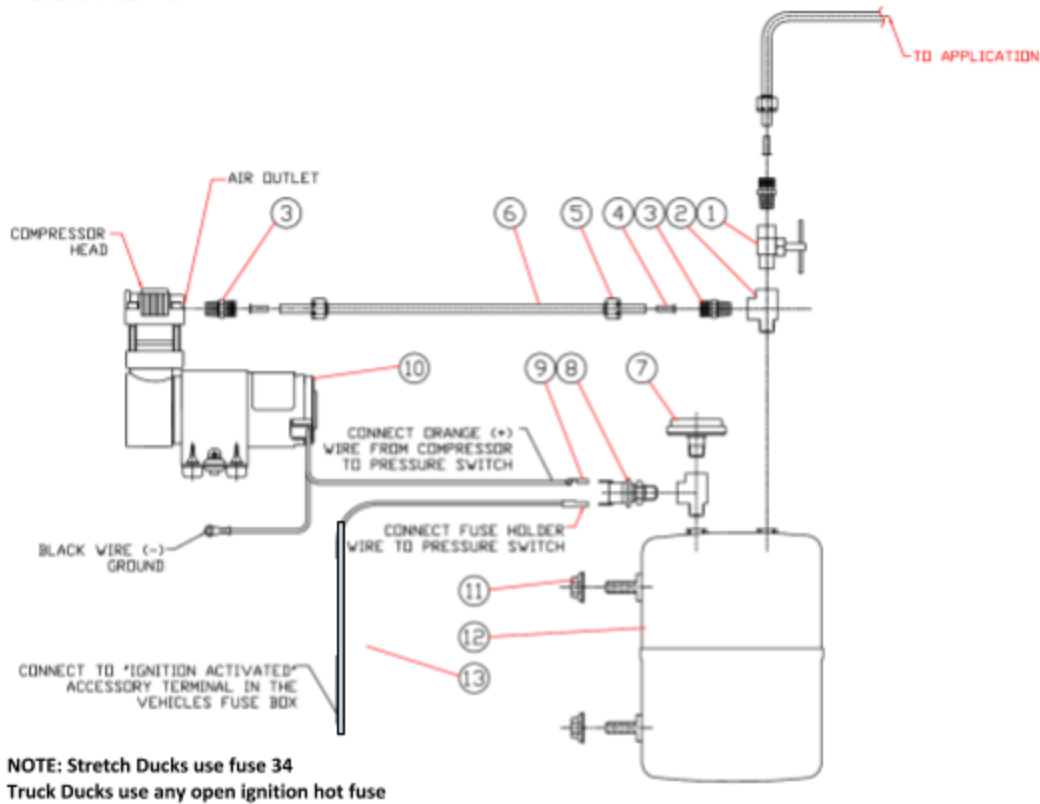 TO APPLICATION
AIR OUTLET
COMPRESSOR
HEAD
3
6
5
4
3
2
1
10
9
8
7
CONNECT ORANGE (+)
WIRE FROM COMPRESSOR
TO PRESSURE SWITCH
CONNECT FUSE HOLDER
WIRE TO PRESSURE SWITCH
BLACK WIRE (-)
GROUND
11
12
13
CONNECT TO "IGNITION ACTIVATED"
ACCESSORY TERMINAL IN THE
VEHICLES FUSE BOX
NOTE: Stretch Ducks use fuse 34
Truck Ducks use any open ignition hot fuse